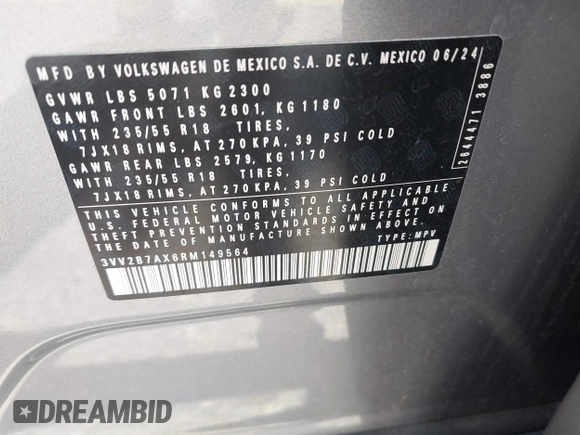 MFD BY VOLKSWAGEN DE MEXICO S.A. DE C.V. MEXICO 06/24
GVWR LBS 5071 KG 2300
GAWR FRONT LBS 2601, KG 1180
WITH 235/55 R18 TIRES,
7JX18 RIMS, AT 270 KPA, 39 PSI COLD
GAWR REAR LBS 2579, KG 1170
WITH 235/55 R18 TIRES,
7JX18 RIMS, AT 270 KPA, 39 PSI COLD
THIS VEHICLE CONFORMS TO ALL APPLICABLE
U.S. FEDERAL MOTOR VEHICLE SAFETY AND
THEFT PREVENTION STANDARDS IN EFFECT ON
THE DATE OF MANUFACTURE SHOWN ABOVE.
3VV2B7AX6RM149564
TYPE: MPV
2644471 3886
DREAMBID